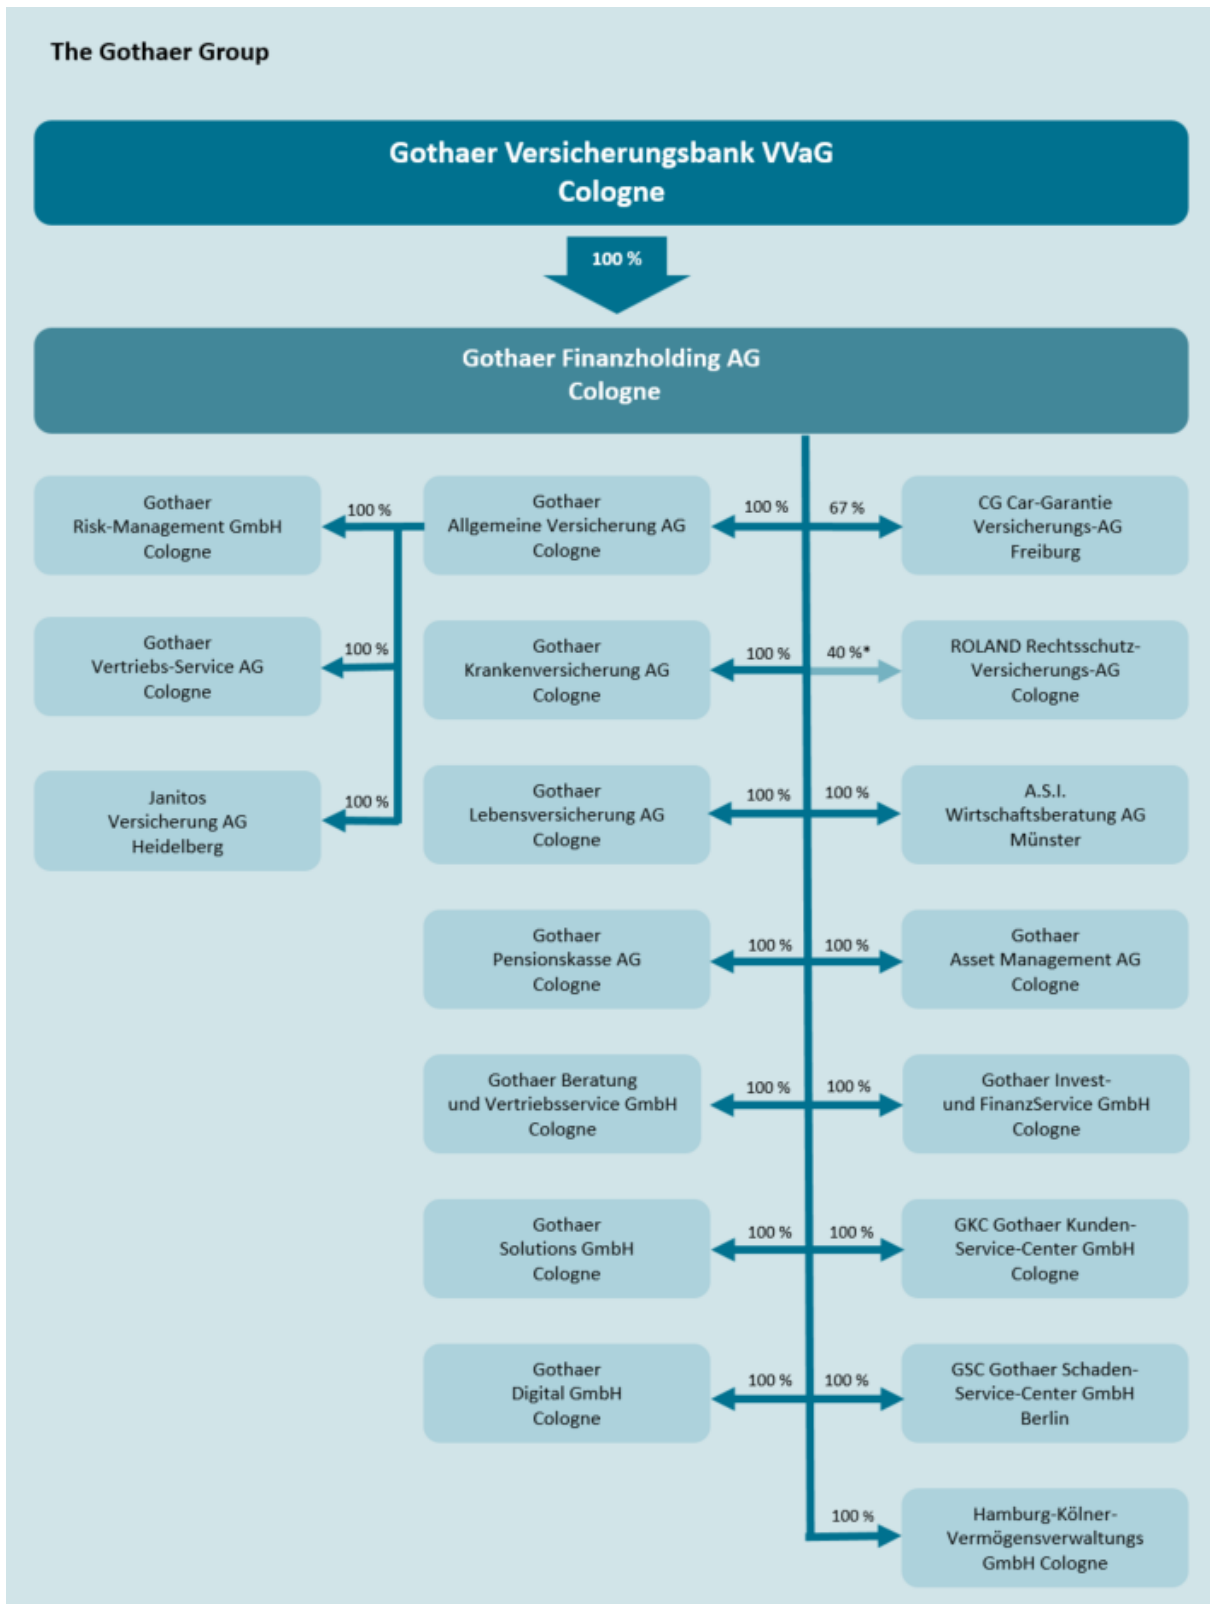 The Gothaer Group
Gothaer Versicherungsbank VVaG
Cologne
100 %
Gothaer Finanzholding AG
Cologne
Gothaer
Risk-Management GmbH
Cologne
100 %
Gothaer
Allgemeine Versicherung AG
Cologne
100 %
67 %
CG Car-Garantie
Versicherungs-AG
Freiburg
Gothaer
Vertriebs-Service AG
Cologne
100 %
Gothaer
Krankenversicherung AG
Cologne
100 %
40 %*
ROLAND Rechtsschutz-
Versicherungs-AG
Cologne
Janitos
Versicherung AG
Heidelberg
100 %
Gothaer
Lebensversicherung AG
Cologne
100 %
100 %
A.S.I.
Wirtschaftsberatung AG
Münster
Gothaer
Pensionskasse AG
Cologne
100 %
100 %
Gothaer
Asset Management AG
Cologne
Gothaer Beratung
und Vertriebsservice GmbH
Cologne
100 %
100 %
Gothaer Invest-
und FinanzService GmbH
Cologne
Gothaer
Solutions GmbH
Cologne
100 %
100 %
GKC Gothaer Kunden-
Service-Center GmbH
Cologne
Gothaer
Digital GmbH
Cologne
100 %
100 %
GSC Gothaer Schaden-
Service-Center GmbH
Berlin
100 %
Hamburg-Kölner-
Vermögensverwaltungs
GmbH Cologne